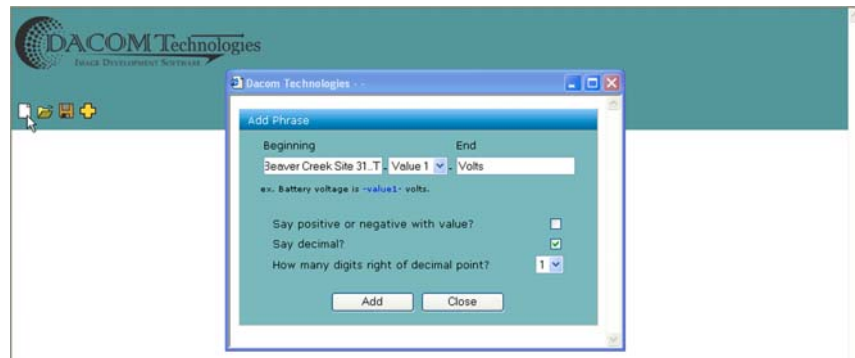 DACOM Technologies
IMAGE DEVELOPMENT SOFTWARE
Dacom Technologies - -
Add Phrase
Beginning End
Beaver Creek Site 31..T - Value 1 - Volts
ex. Battery voltage is -value1- volts.
Say positive or negative with value?
Say decimal?
How many digits right of decimal point? 1
Add Close